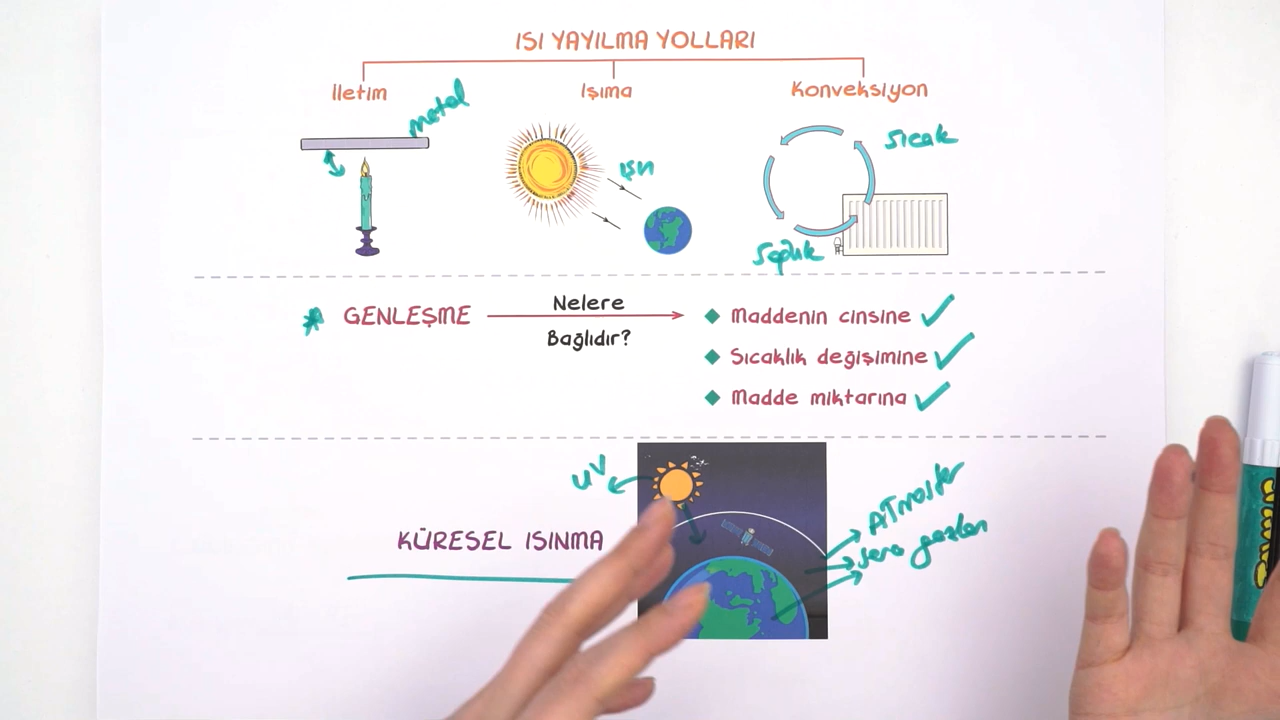 ISI YAYILMA YOLLARI
İletim
Işıma
Konveksiyon
metal
ışın
sıcak
soğuk
GENLEŞME
Nelere
Bağlıdır?
Maddenin cinsine
Sıcaklık değişimine
Madde miktarına
UV
KÜRESEL ISINMA
Atmosfer
sera gazları